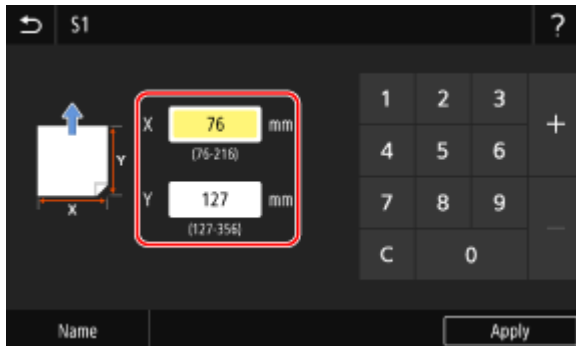 S1
?
X 76 mm
(76-216)
Y 127 mm
(127-356)
Y
X
1 2 3 +
4 5 6
7 8 9 —
C 0
Name
Apply